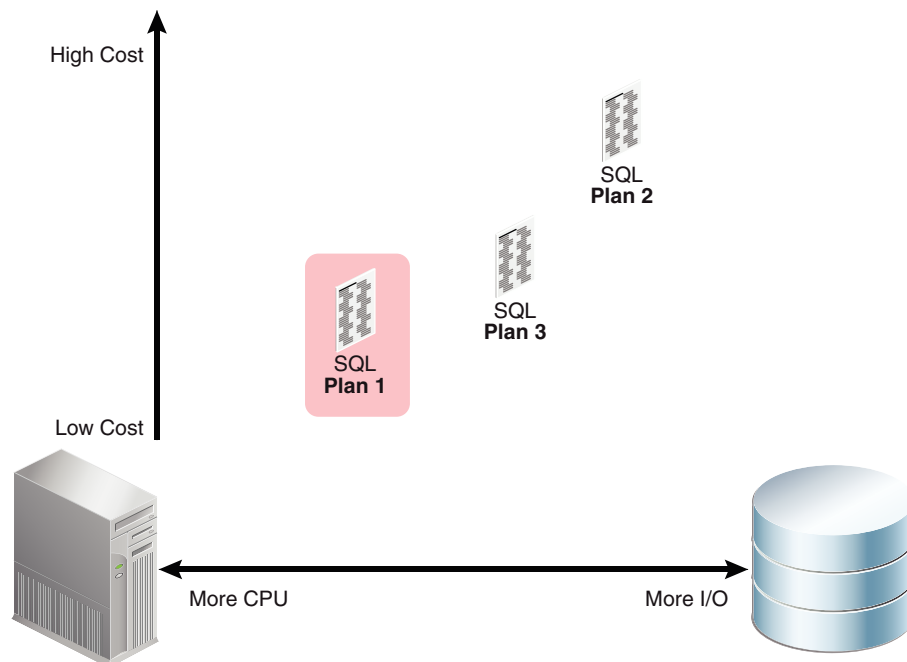 High Cost
SQL
Plan 2
SQL
Plan 3
SQL
Plan 1
Low Cost
More CPU
More I/O